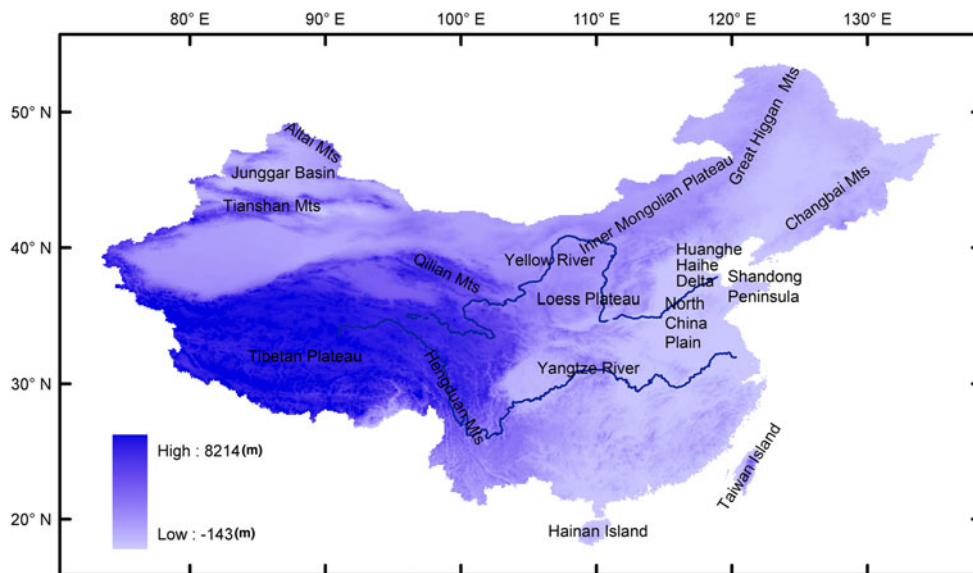 80° E
90° E
100° E
110° E
120° E
130° E
50° N
40° N
30° N
20° N
Altai Mts
Junggar Basin
Tianshan Mts
Great Higgan Mts
Inner Mongolian Plateau
Changbai Mts
Yellow River
Qilian Mts
Loess Plateau
Huanghe
Haihe
Delta
Shandong
Peninsula
North
China
Plain
Tibetan Plateau
Hengduan Mts
Yangtze River
Taiwan Island
Hainan Island
High : 8214(m)
Low : -143(m)